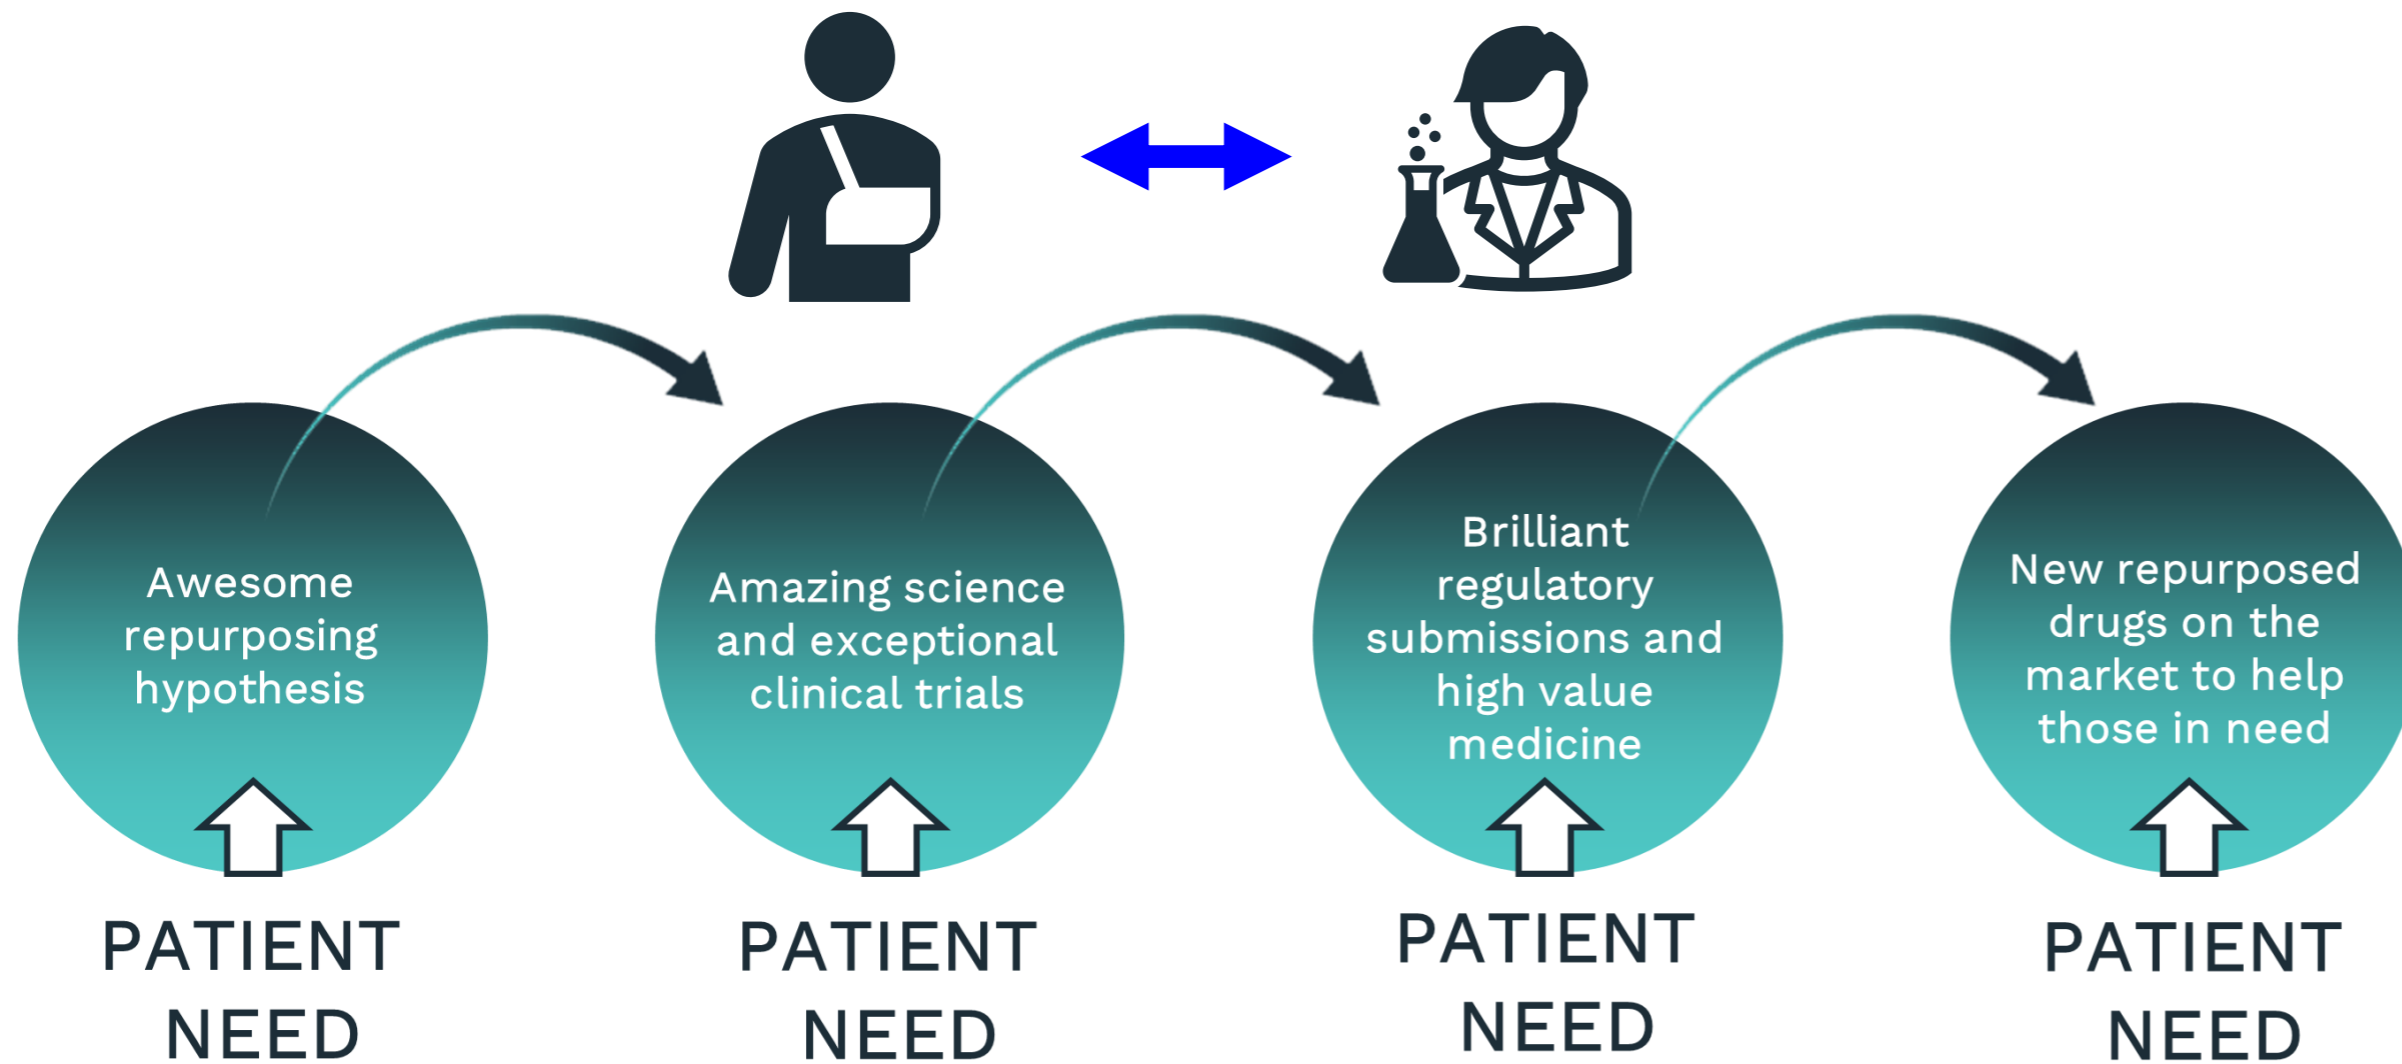 Awesome
repurposing
hypothesis
Amazing science
and exceptional
clinical trials
Brilliant
regulatory
submissions and
high value
medicine
New repurposed
drugs on the
market to help
those in need
PATIENT
NEED
PATIENT
NEED
PATIENT
NEED
PATIENT
NEED